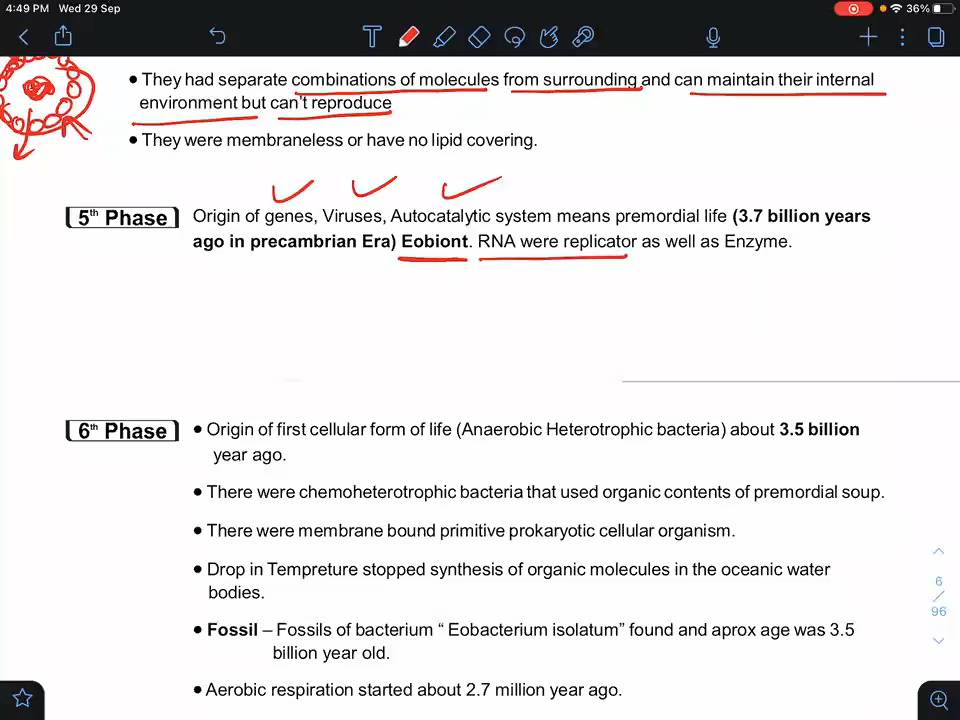 4:49 PM Wed 29 Sep
36%
T
• They had separate combinations of molecules from surrounding and can maintain their internal
environment but can't reproduce
• They were membraneless or have no lipid covering.
5th Phase Origin of genes, Viruses, Autocatalytic system means premordial life (3.7 billion years
ago in precambrian Era) Eobiont. RNA were replicator as well as Enzyme.
6th Phase • Origin of first cellular form of life (Anaerobic Heterotrophic bacteria) about 3.5 billion
year ago.
• There were chemoheterotrophic bacteria that used organic contents of premordial soup.
• There were membrane bound primitive prokaryotic cellular organism.
• Drop in Tempreture stopped synthesis of organic molecules in the oceanic water
bodies.
• Fossil – Fossils of bacterium “ Eobacterium isolatum” found and aprox age was 3.5
billion year old.
• Aerobic respiration started about 2.7 million year ago.
6
/
96